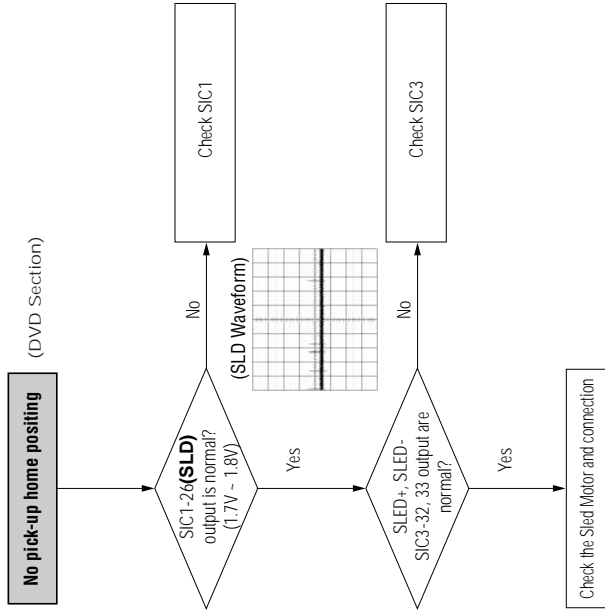 (DVD Section)
No pick-up home positing
SIC1-26(SLD)
output is normal?
(1.7V ~ 1.8V)
No
Check SIC1
Yes
(SLD Waveform)
SLED+, SLED-
SIC3-32, 33 output are
normal?
No
Check SIC3
Yes
Check the Sled Motor and connection